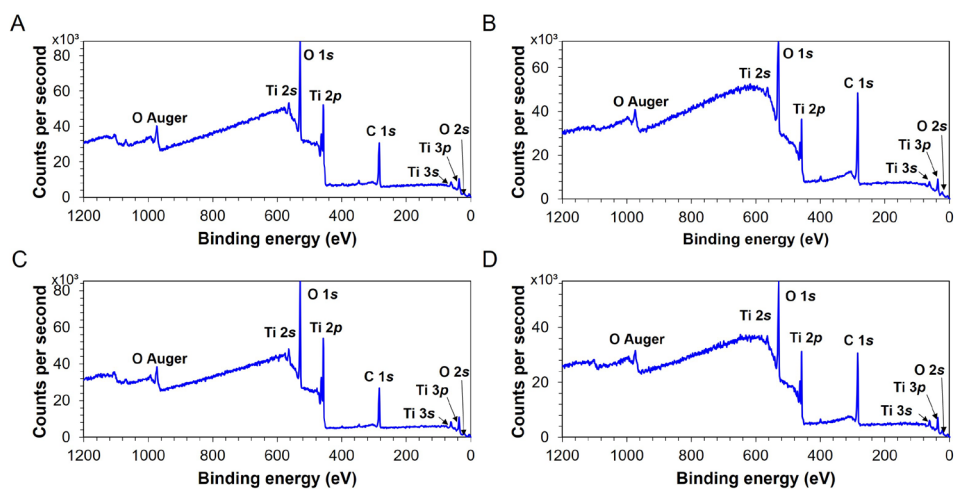 A
×10³
Counts per second
80
60
40
20
0
O Auger
Ti 2s
O 1s
Ti 2p
C 1s
O 2s
Ti 3p
Ti 3s
1200 1000 800 600 400 200 0
Binding energy (eV)
B
×10³
Counts per second
60
40
20
0
O Auger
Ti 2s
O 1s
Ti 2p
C 1s
O 2s
Ti 3p
Ti 3s
1200 1000 800 600 400 200 0
Binding energy (eV)
C
×10³
Counts per second
80
60
40
20
0
O Auger
Ti 2s
O 1s
Ti 2p
C 1s
O 2s
Ti 3p
Ti 3s
1200 1000 800 600 400 200 0
Binding energy (eV)
D
×10³
Counts per second
40
20
0
O Auger
Ti 2s
O 1s
Ti 2p
C 1s
O 2s
Ti 3p
Ti 3s
1200 1000 800 600 400 200 0
Binding energy (eV)